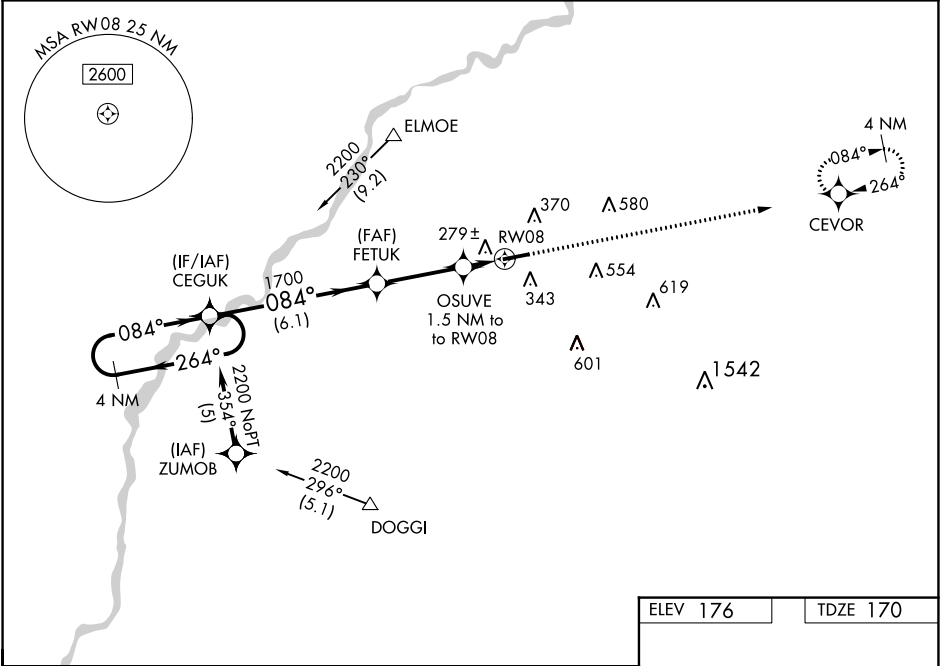 MSA RW08 25 NM
2600
ELMOE
2200
230°
(9.2)
4 NM
084°
264°
CEVOR
370
580
279±
RW08
(FAF)
FETUK
(IF/IAF)
CEGUK
1700
084°
(6.1)
OSUVE
1.5 NM to
to RW08
343
554
619
601
1542
084°
264°
4 NM
2200 NoPT
354°
(5)
(IAF)
ZUMOB
2200
296°
(5.1)
DOGGI
ELEV 176
TDZE 170